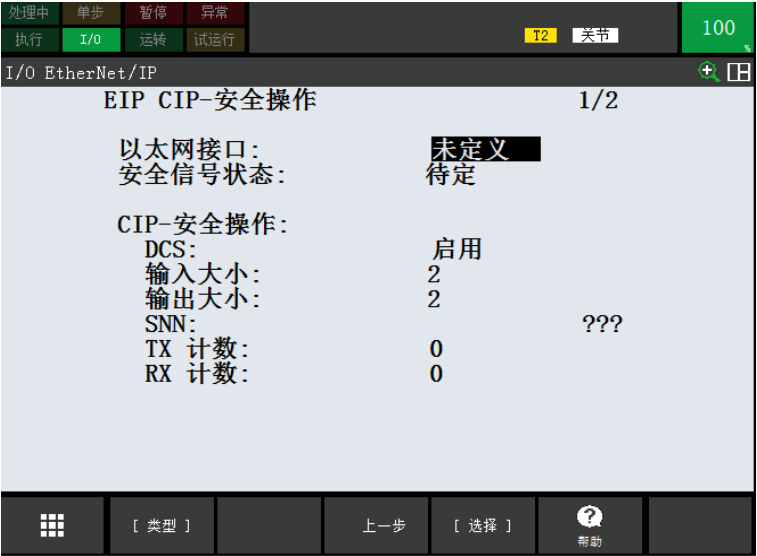 处理中 单步 暂停 异常
执行 I/O 运转 试运行 T2 关节 100 %
I/O EtherNet/IP
EIP CIP-安全操作 1/2
以太网接口: 未定义
安全信号状态: 待定
CIP-安全操作:
DCS: 启用
输入大小: 2
输出大小: 2
SNN: ???
TX 计数: 0
RX 计数: 0
[ 类型 ] 上一步 [ 选择 ] ? 帮助